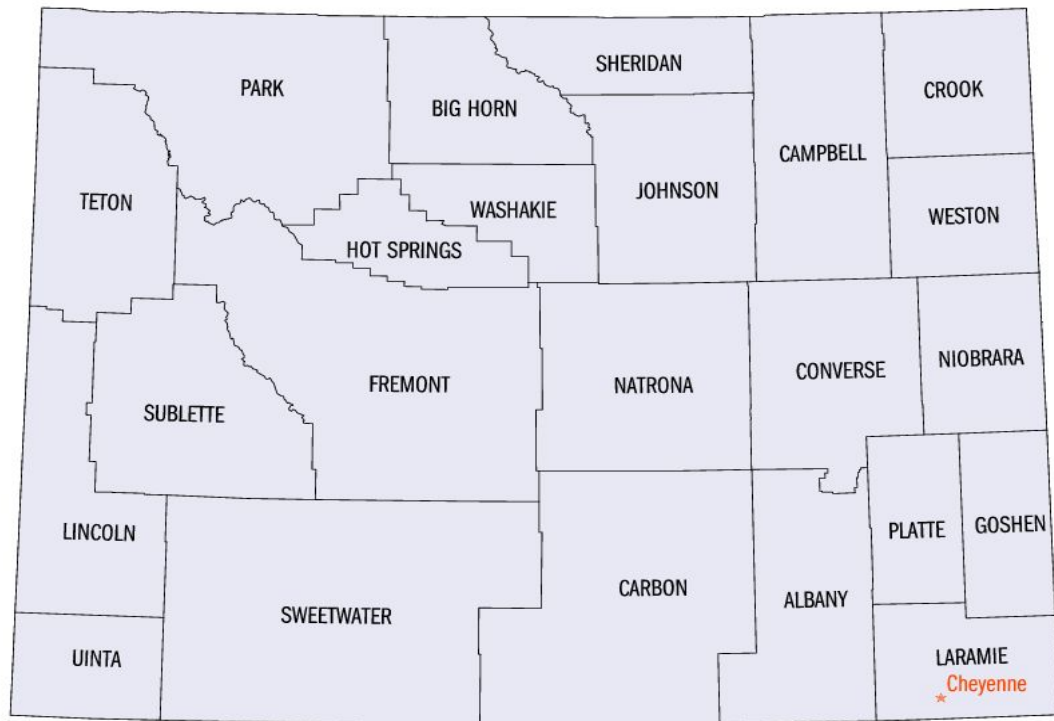 SHERIDAN
PARK
CROOK
BIG HORN
CAMPBELL
JOHNSON
TETON
WASHAKIE
WESTON
HOT SPRINGS
NIOBRARA
CONVERSE
FREMONT
NATRONA
SUBLETTE
GOSHEN
PLATTE
LINCOLN
CARBON
ALBANY
SWEETWATER
UINTA
LARAMIE
Cheyenne